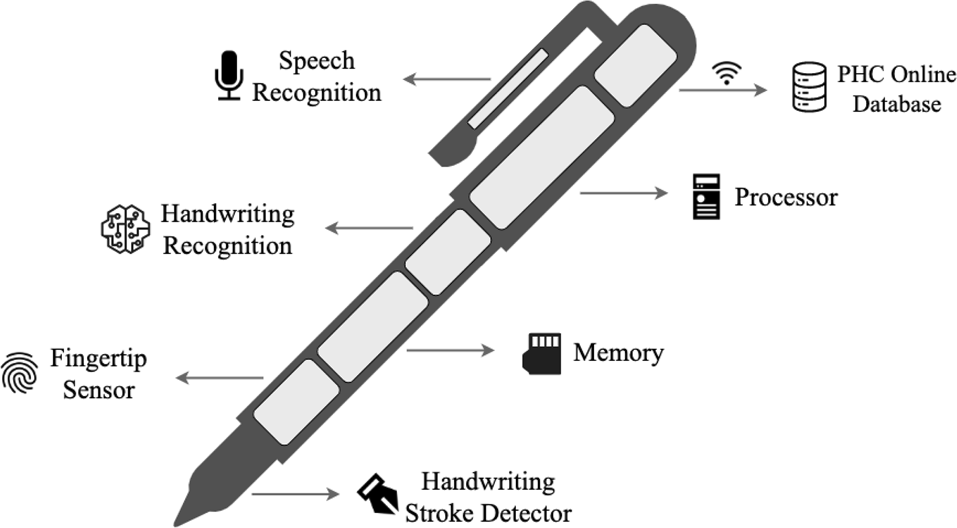 Speech
Recognition
PHC Online
Database
Processor
Handwriting
Recognition
Memory
Fingertip
Sensor
Handwriting
Stroke Detector